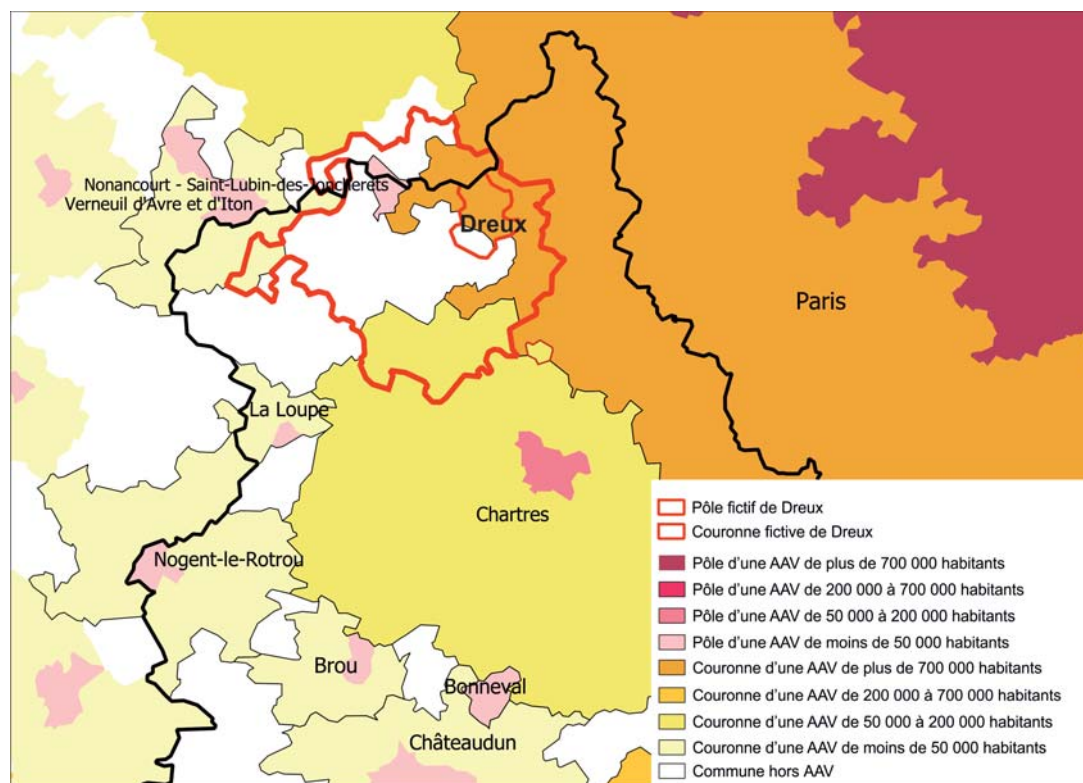 Nonancourt - Saint-Lubin-des-Joncherets
Verneuil d'Avre et d'Iton
Dreux
Paris
La Loupe
Chartres
Nogent-le-Rotrou
Brou
Bonneval
Châteaudun
Pôle fictif de Dreux
Couronne fictive de Dreux
Pôle d'une AAV de plus de 700 000 habitants
Pôle d'une AAV de 200 000 à 700 000 habitants
Pôle d'une AAV de 50 000 à 200 000 habitants
Pôle d'une AAV de moins de 50 000 habitants
Couronne d'une AAV de plus de 700 000 habitants
Couronne d'une AAV de 200 000 à 700 000 habitants
Couronne d'une AAV de 50 000 à 200 000 habitants
Couronne d'une AAV de moins de 50 000 habitants
Commune hors AAV